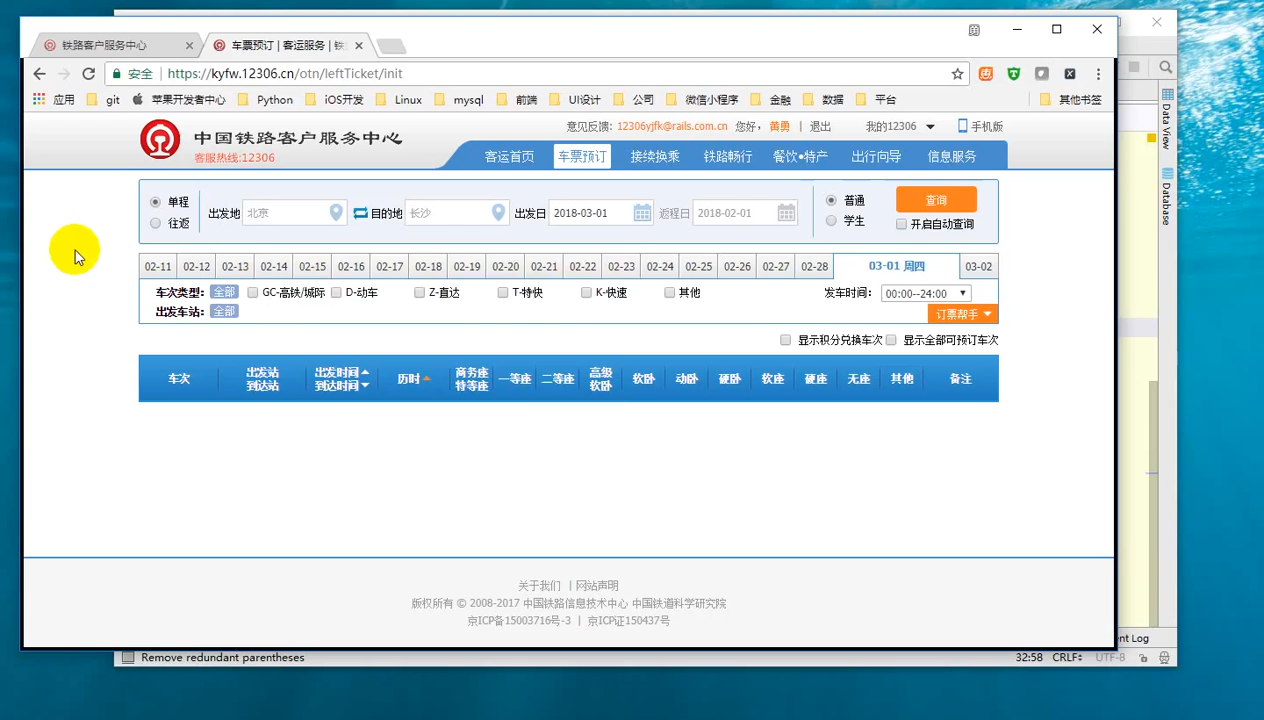 铁路客户服务中心
车票预订 | 客运服务 | 铁
安全
https://kyfw.12306.cn/otn/leftTicket/init
应用 git 苹果开发者中心 Python iOS开发 Linux mysql 前端 UI设计 公司 微信小程序 金融 数据 平台 其他书签
中国铁路客户服务中心
客服热线:12306
意见反馈: 12306yjfk@rails.com.cn 您好, 黄勇 | 退出 我的12306 手机版
客运首页 车票预订 接续换乘 铁路畅行 餐饮•特产 出行向导 信息服务
单程
往返
出发地 北京 目的地 长沙 出发日 2018-03-01 返程日 2018-02-01
普通
学生
查询
开启自动查询
02-11 02-12 02-13 02-14 02-15 02-16 02-17 02-18 02-19 02-20 02-21 02-22 02-23 02-24 02-25 02-26 02-27 02-28 03-01 周四 03-02
车次类型: 全部 GC-高铁/城际 D-动车 Z-直达 T-特快 K-快速 其他 发车时间: 00:00--24:00
出发车站: 全部
订票帮手
显示积分兑换车次 显示全部可预订车次
车次
出发站
到达站
出发时间
到达时间
历时
商务座
特等座
一等座
二等座
高级
软卧
软卧
动卧
硬卧
软座
硬座
无座
其他
备注
关于我们 | 网站声明
版权所有 © 2008-2017 中国铁路信息技术中心 中国铁道科学研究院
京ICP备15003716号-3 | 京ICP证150437号
Data View
Database
nt Log
Remove redundant parentheses
32:58 CRLF UTF-8